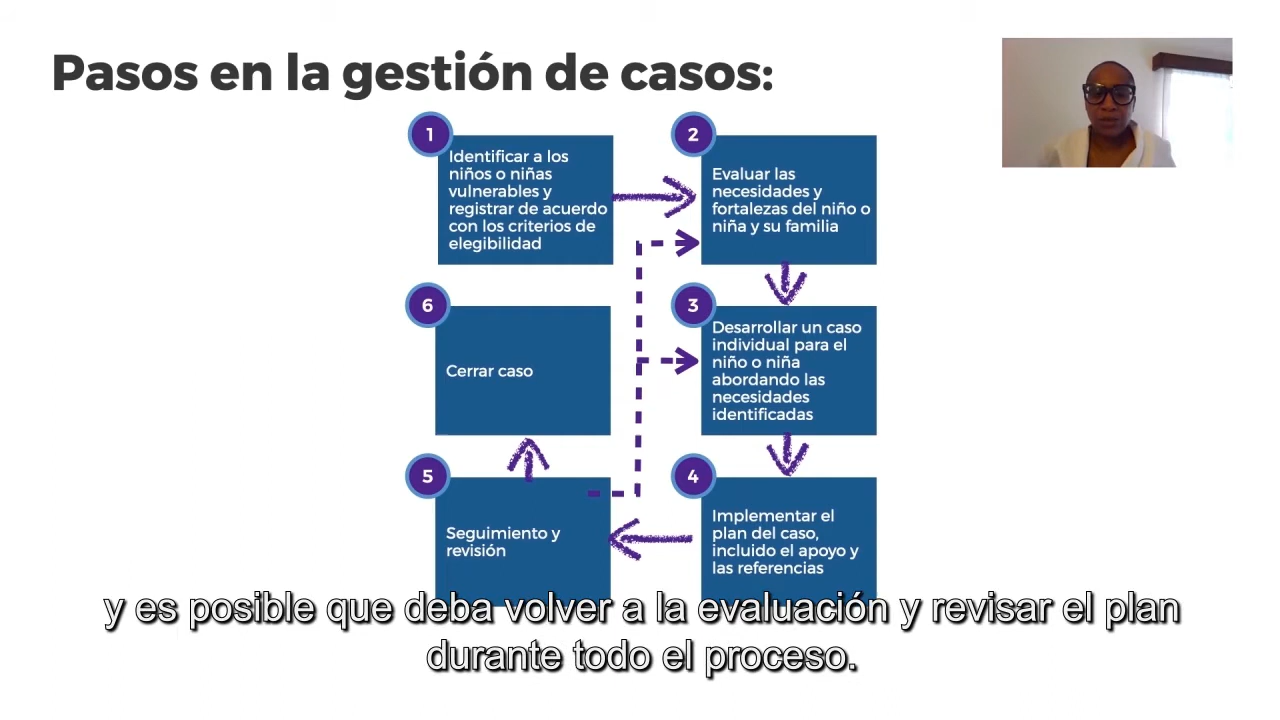 Pasos en la gestión de casos:
1
Identificar a los
niños o niñas
vulnerables y
registrar de acuerdo
con los criterios de
elegibilidad
2
Evaluar las
necesidades y
fortalezas del niño o
niña y su familia
3
Desarrollar un caso
individual para el
niño o niña
abordando las
necesidades
identificadas
4
Implementar el
plan del caso,
incluido el apoyo y
las referencias
5
Seguimiento y
revisión
6
Cerrar caso
y es posible que deba volver a la evaluación y revisar el plan
durante todo el proceso.